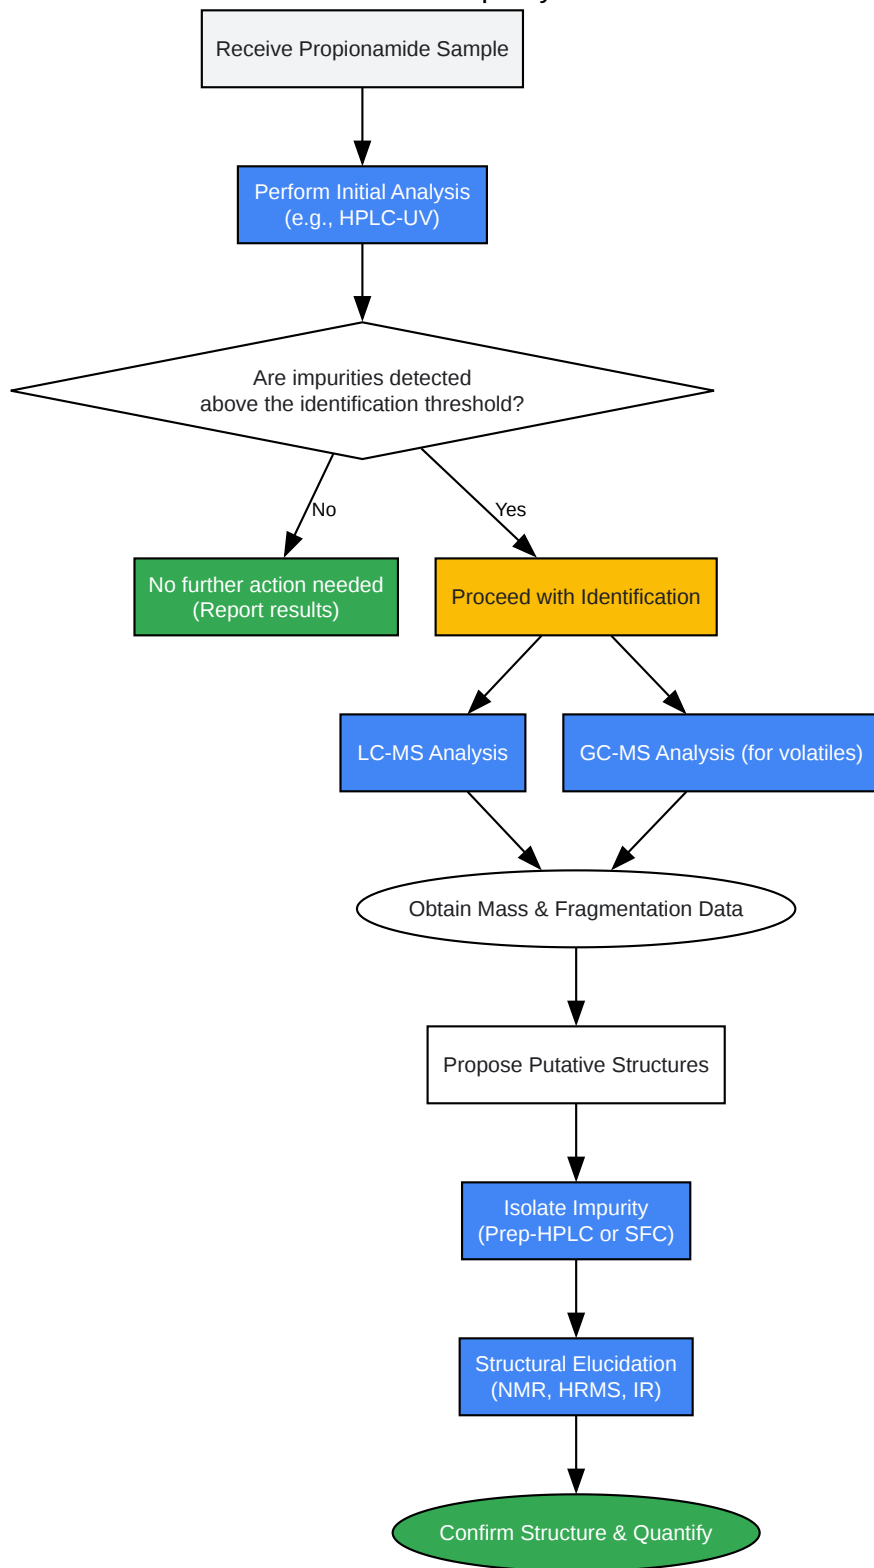 Receive Propionamide Sample
Perform Initial Analysis
(e.g., HPLC-UV)
Are impurities detected
above the identification threshold?
No
Yes
No further action needed
(Report results)
Proceed with Identification
LC-MS Analysis
GC-MS Analysis (for volatiles)
Obtain Mass & Fragmentation Data
Propose Putative Structures
Isolate Impurity
(Prep-HPLC or SFC)
Structural Elucidation
(NMR, HRMS, IR)
Confirm Structure & Quantify